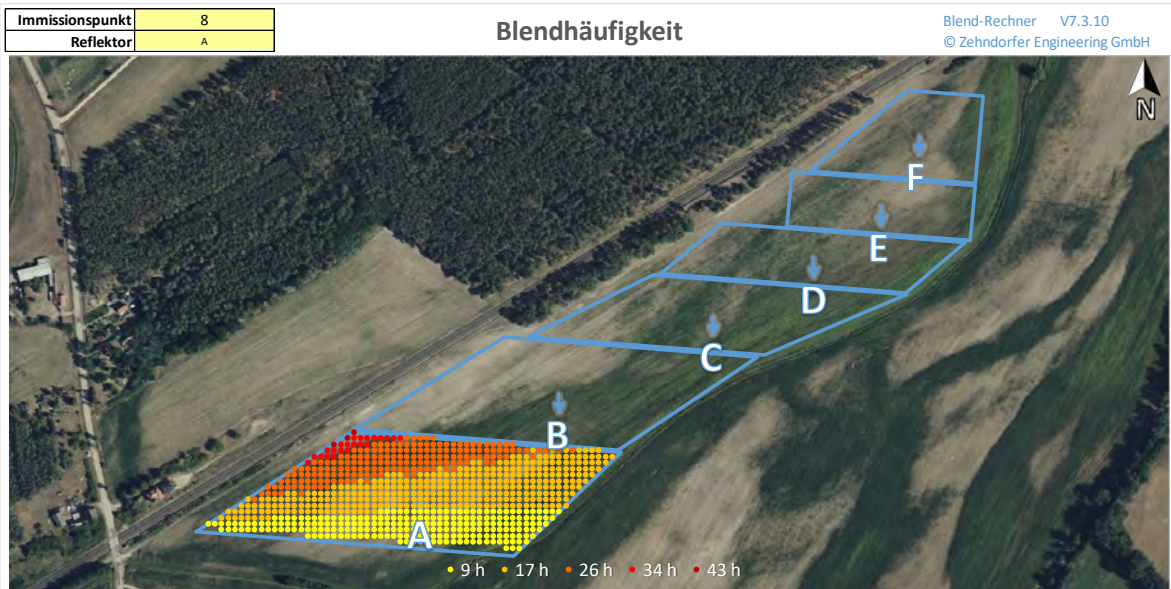 Immissionspunkt 8
Reflektor A
Blendhäufigkeit
Blend-Rechner V7.3.10
© Zehndorfer Engineering GmbH
N
F
E
D
C
B
A
9 h 17 h 26 h 34 h 43 h